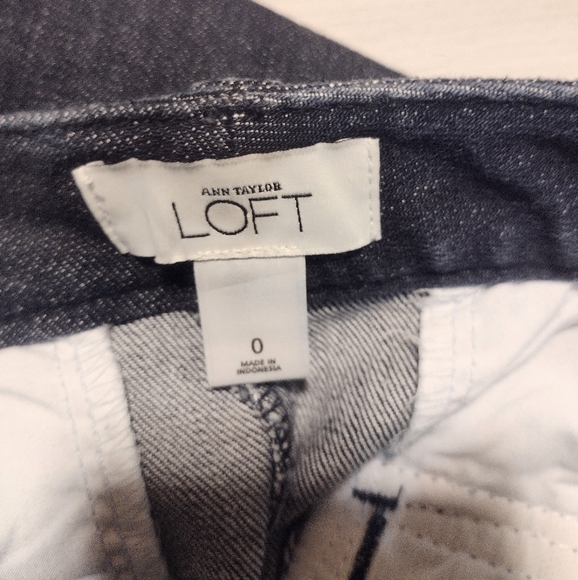 ANN TAYLOR
LOFT
0
MADE IN
INDONESIA